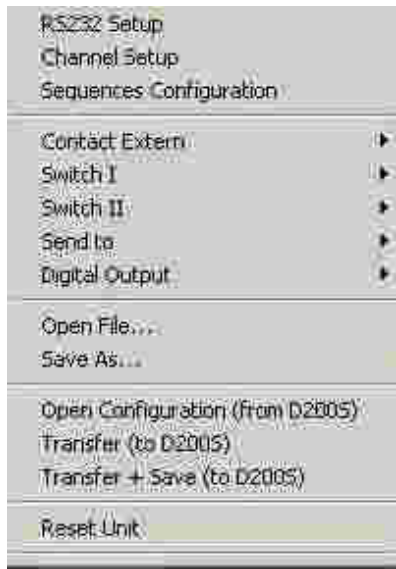 RS232 Setup
Channel Setup
Sequences Configuration
Contact Extern
Switch I
Switch II
Send to
Digital Output
Open File...
Save As...
Open Configuration (from D200S)
Transfer (to D200S)
Transfer + Save (to D200S)
Reset Unit